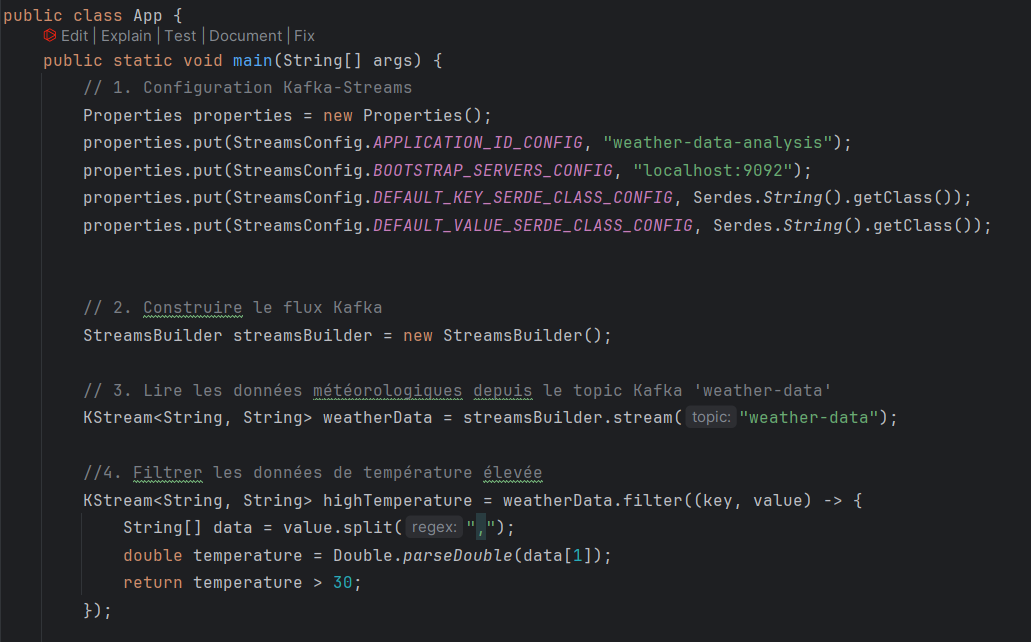 public class App {
Edit | Explain | Test | Document | Fix
public static void main(String[] args) {
// 1. Configuration Kafka-Streams
Properties properties = new Properties();
properties.put(StreamsConfig.APPLICATION_ID_CONFIG, "weather-data-analysis");
properties.put(StreamsConfig.BOOTSTRAP_SERVERS_CONFIG, "localhost:9092");
properties.put(StreamsConfig.DEFAULT_KEY_SERDE_CLASS_CONFIG, Serdes.String().getClass());
properties.put(StreamsConfig.DEFAULT_VALUE_SERDE_CLASS_CONFIG, Serdes.String().getClass());
// 2. Construire le flux Kafka
StreamsBuilder streamsBuilder = new StreamsBuilder();
// 3. Lire les données météorologiques depuis le topic Kafka 'weather-data'
KStream<String, String> weatherData = streamsBuilder.stream( topic: "weather-data");
//4. Filtrer les données de température élevée
KStream<String, String> highTemperature = weatherData.filter((key, value) -> {
String[] data = value.split( regex: ",");
double temperature = Double.parseDouble(data[1]);
return temperature > 30;
});